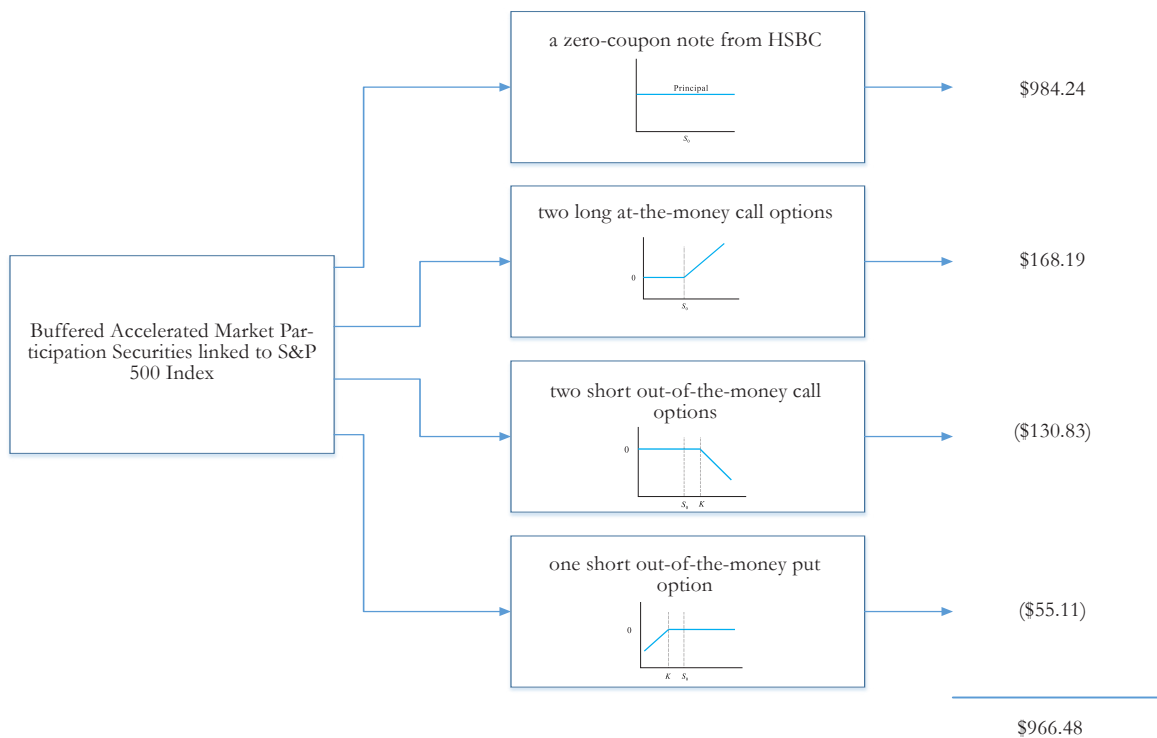 a zero-coupon note from HSBC
Principal
S₀
$984.24
two long at-the-money call options
0
S₀
$168.19
Buffered Accelerated Market Par-
ticipation Securities linked to S&P
500 Index
two short out-of-the-money call
options
0
S₀ K
($130.83)
one short out-of-the-money put
option
0
K S₀
($55.11)
$966.48